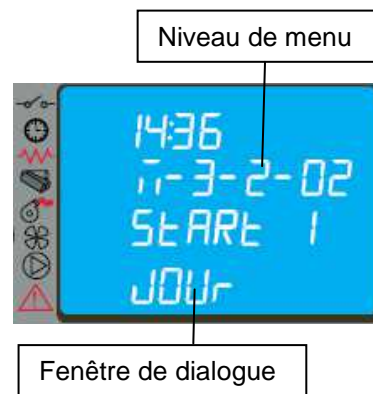 Niveau de menu
14:36
M-3-2-02
START 1
JOUr
Fenêtre de dialogue